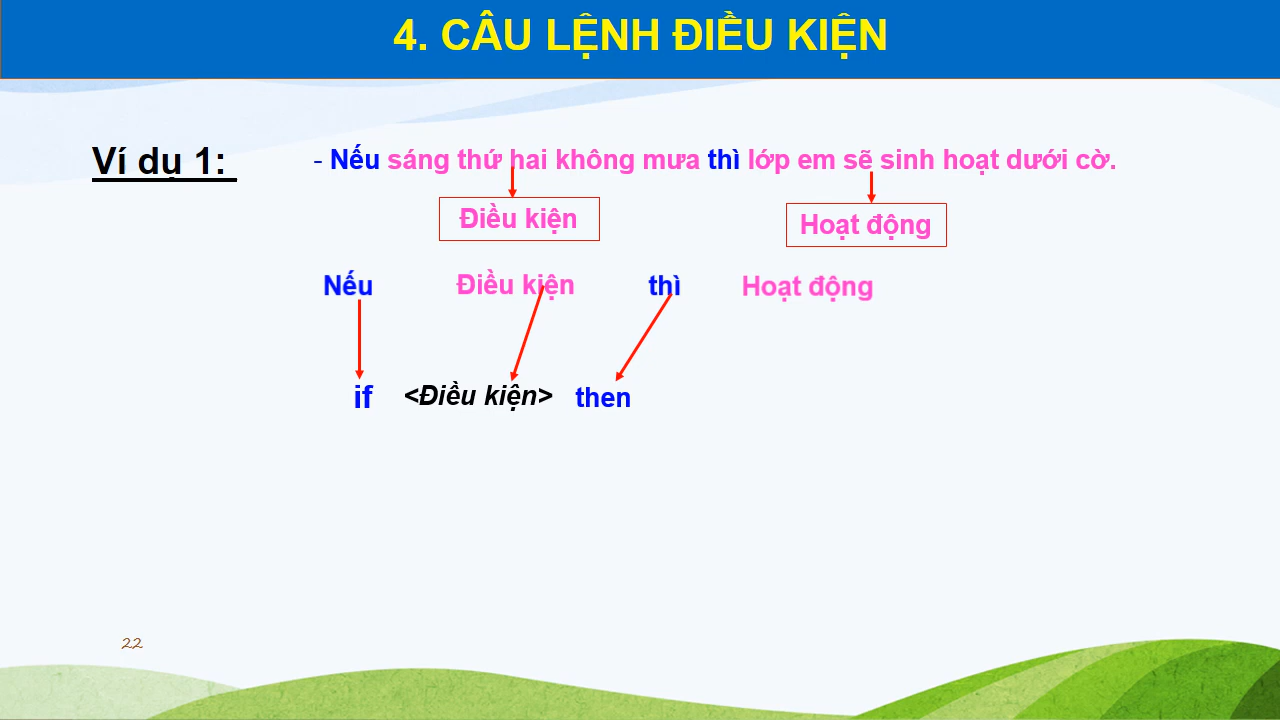 4. CÂU LỆNH ĐIỀU KIỆN
Ví dụ 1: - Nếu sáng thứ hai không mưa thì lớp em sẽ sinh hoạt dưới cờ.
Điều kiện Hoạt động
Nếu Điều kiện thì Hoạt động
if <Điều kiện> then
22